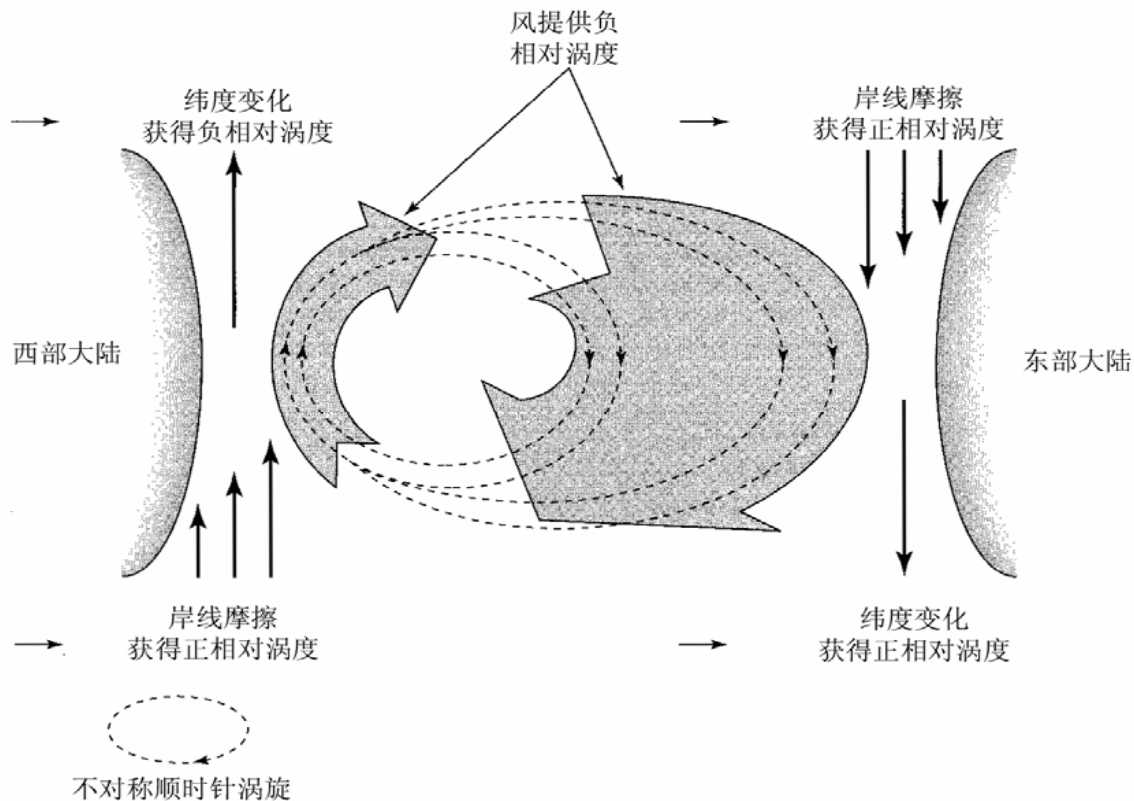 风提供负
相对涡度
纬度变化
获得负相对涡度
岸线摩擦
获得正相对涡度
西部大陆
东部大陆
岸线摩擦
获得正相对涡度
纬度变化
获得正相对涡度
不对称顺时针涡旋